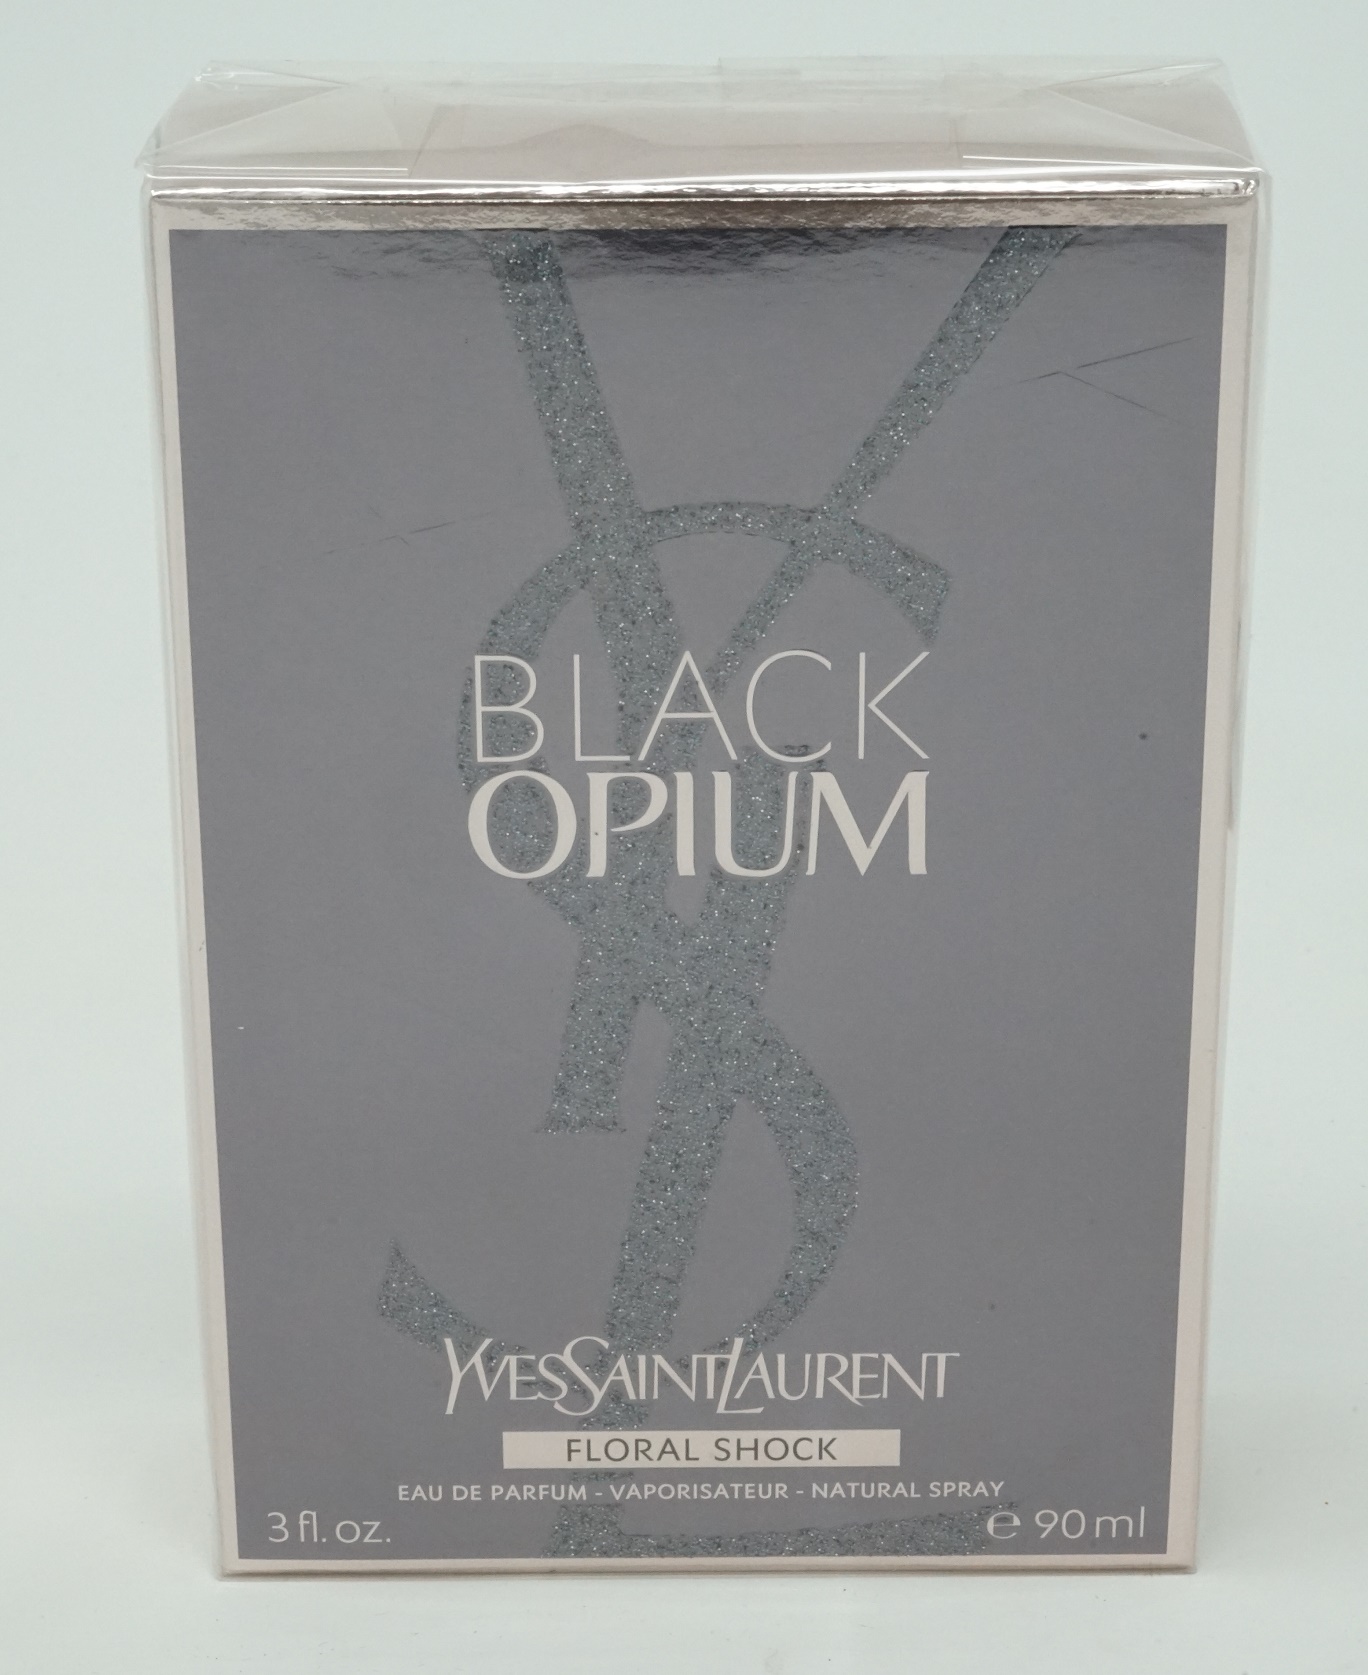 BLACK
OPIUM
YVESSAINTLAURENT
FLORAL SHOCK
EAU DE PARFUM - VAPORISATEUR - NATURAL SPRAY
3 fl. oz. ℮ 90 ml